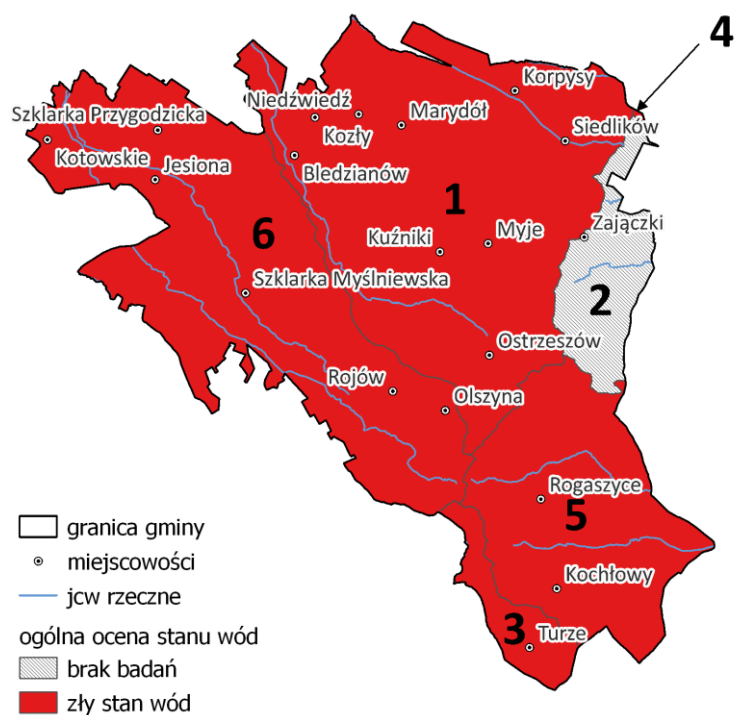 4
Korpysy
Niedźwiedź
Marydół
Szklarka Przygodzicka
Siedlików
Kozły
Kotowskie
Jesiona
Bledzianów
1
6
Kuźniki
Myje
Zajączki
Szklarka Myślniewska
2
Ostrzeszów
Rojów
Olszyna
Rogaszyce
5
granica gminy
miejscowości
Kochłowy
jcw rzeczne
3
Turze
ogólna ocena stanu wód
brak badań
zły stan wód